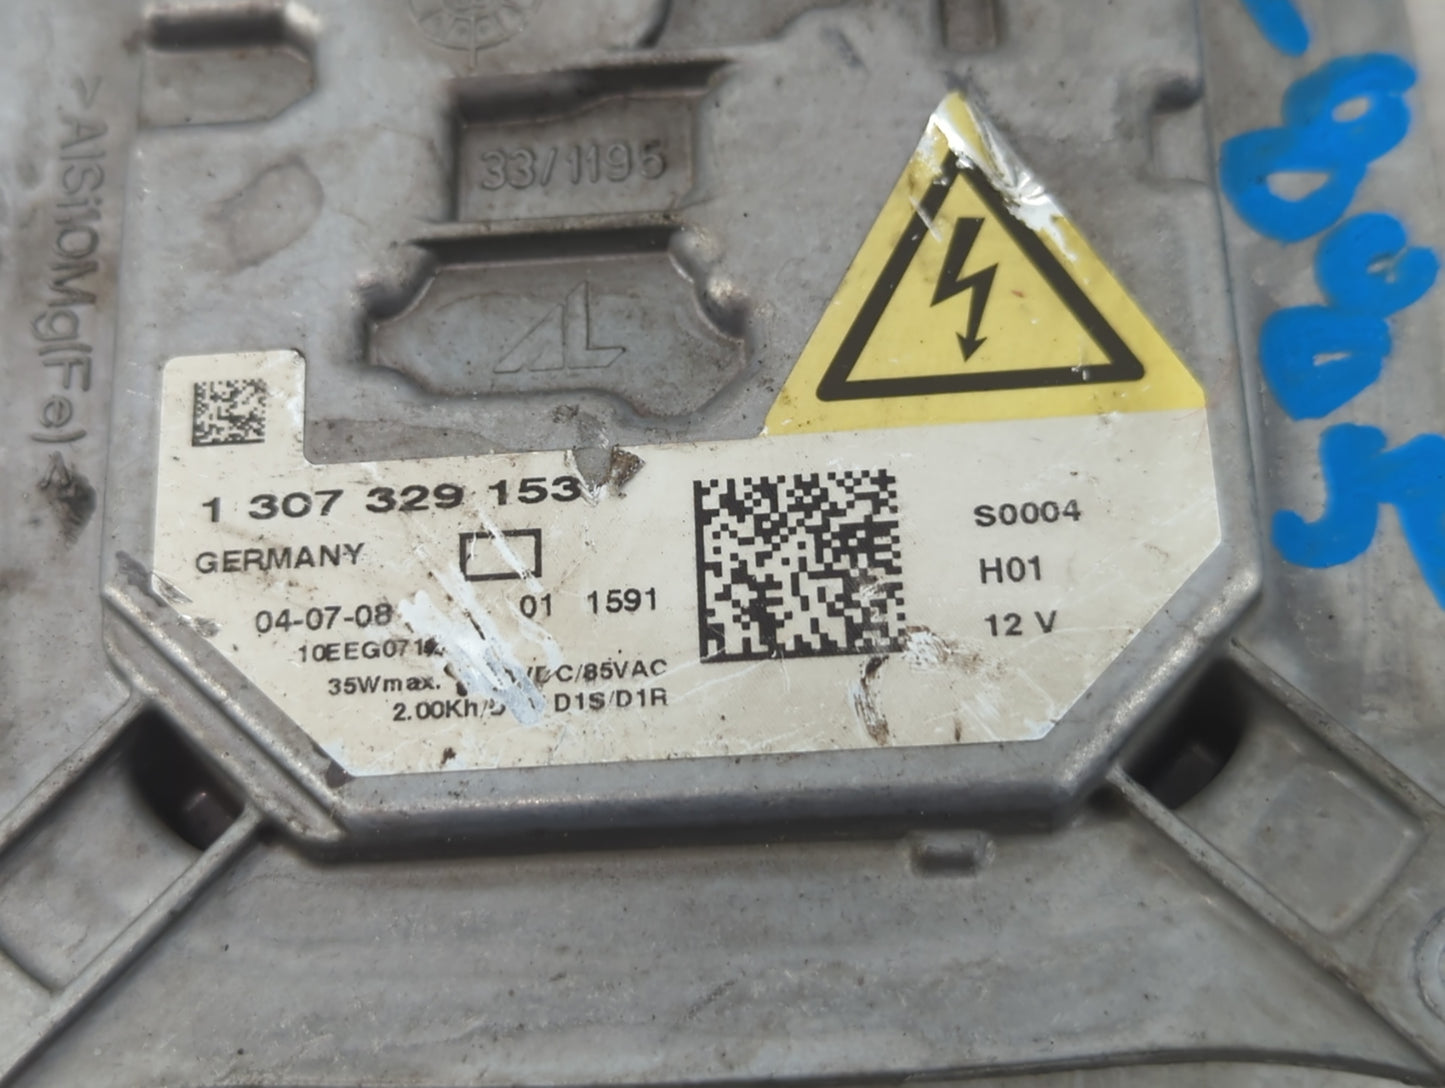 33/1195
AL
>AlSi10Mg(Fe)<
1 307 329 153
GERMANY
04-07-08
01 1591
35Wmax. DC/85VAC
2.00Kh/ D1S/D1R
S0004
H01
12 V